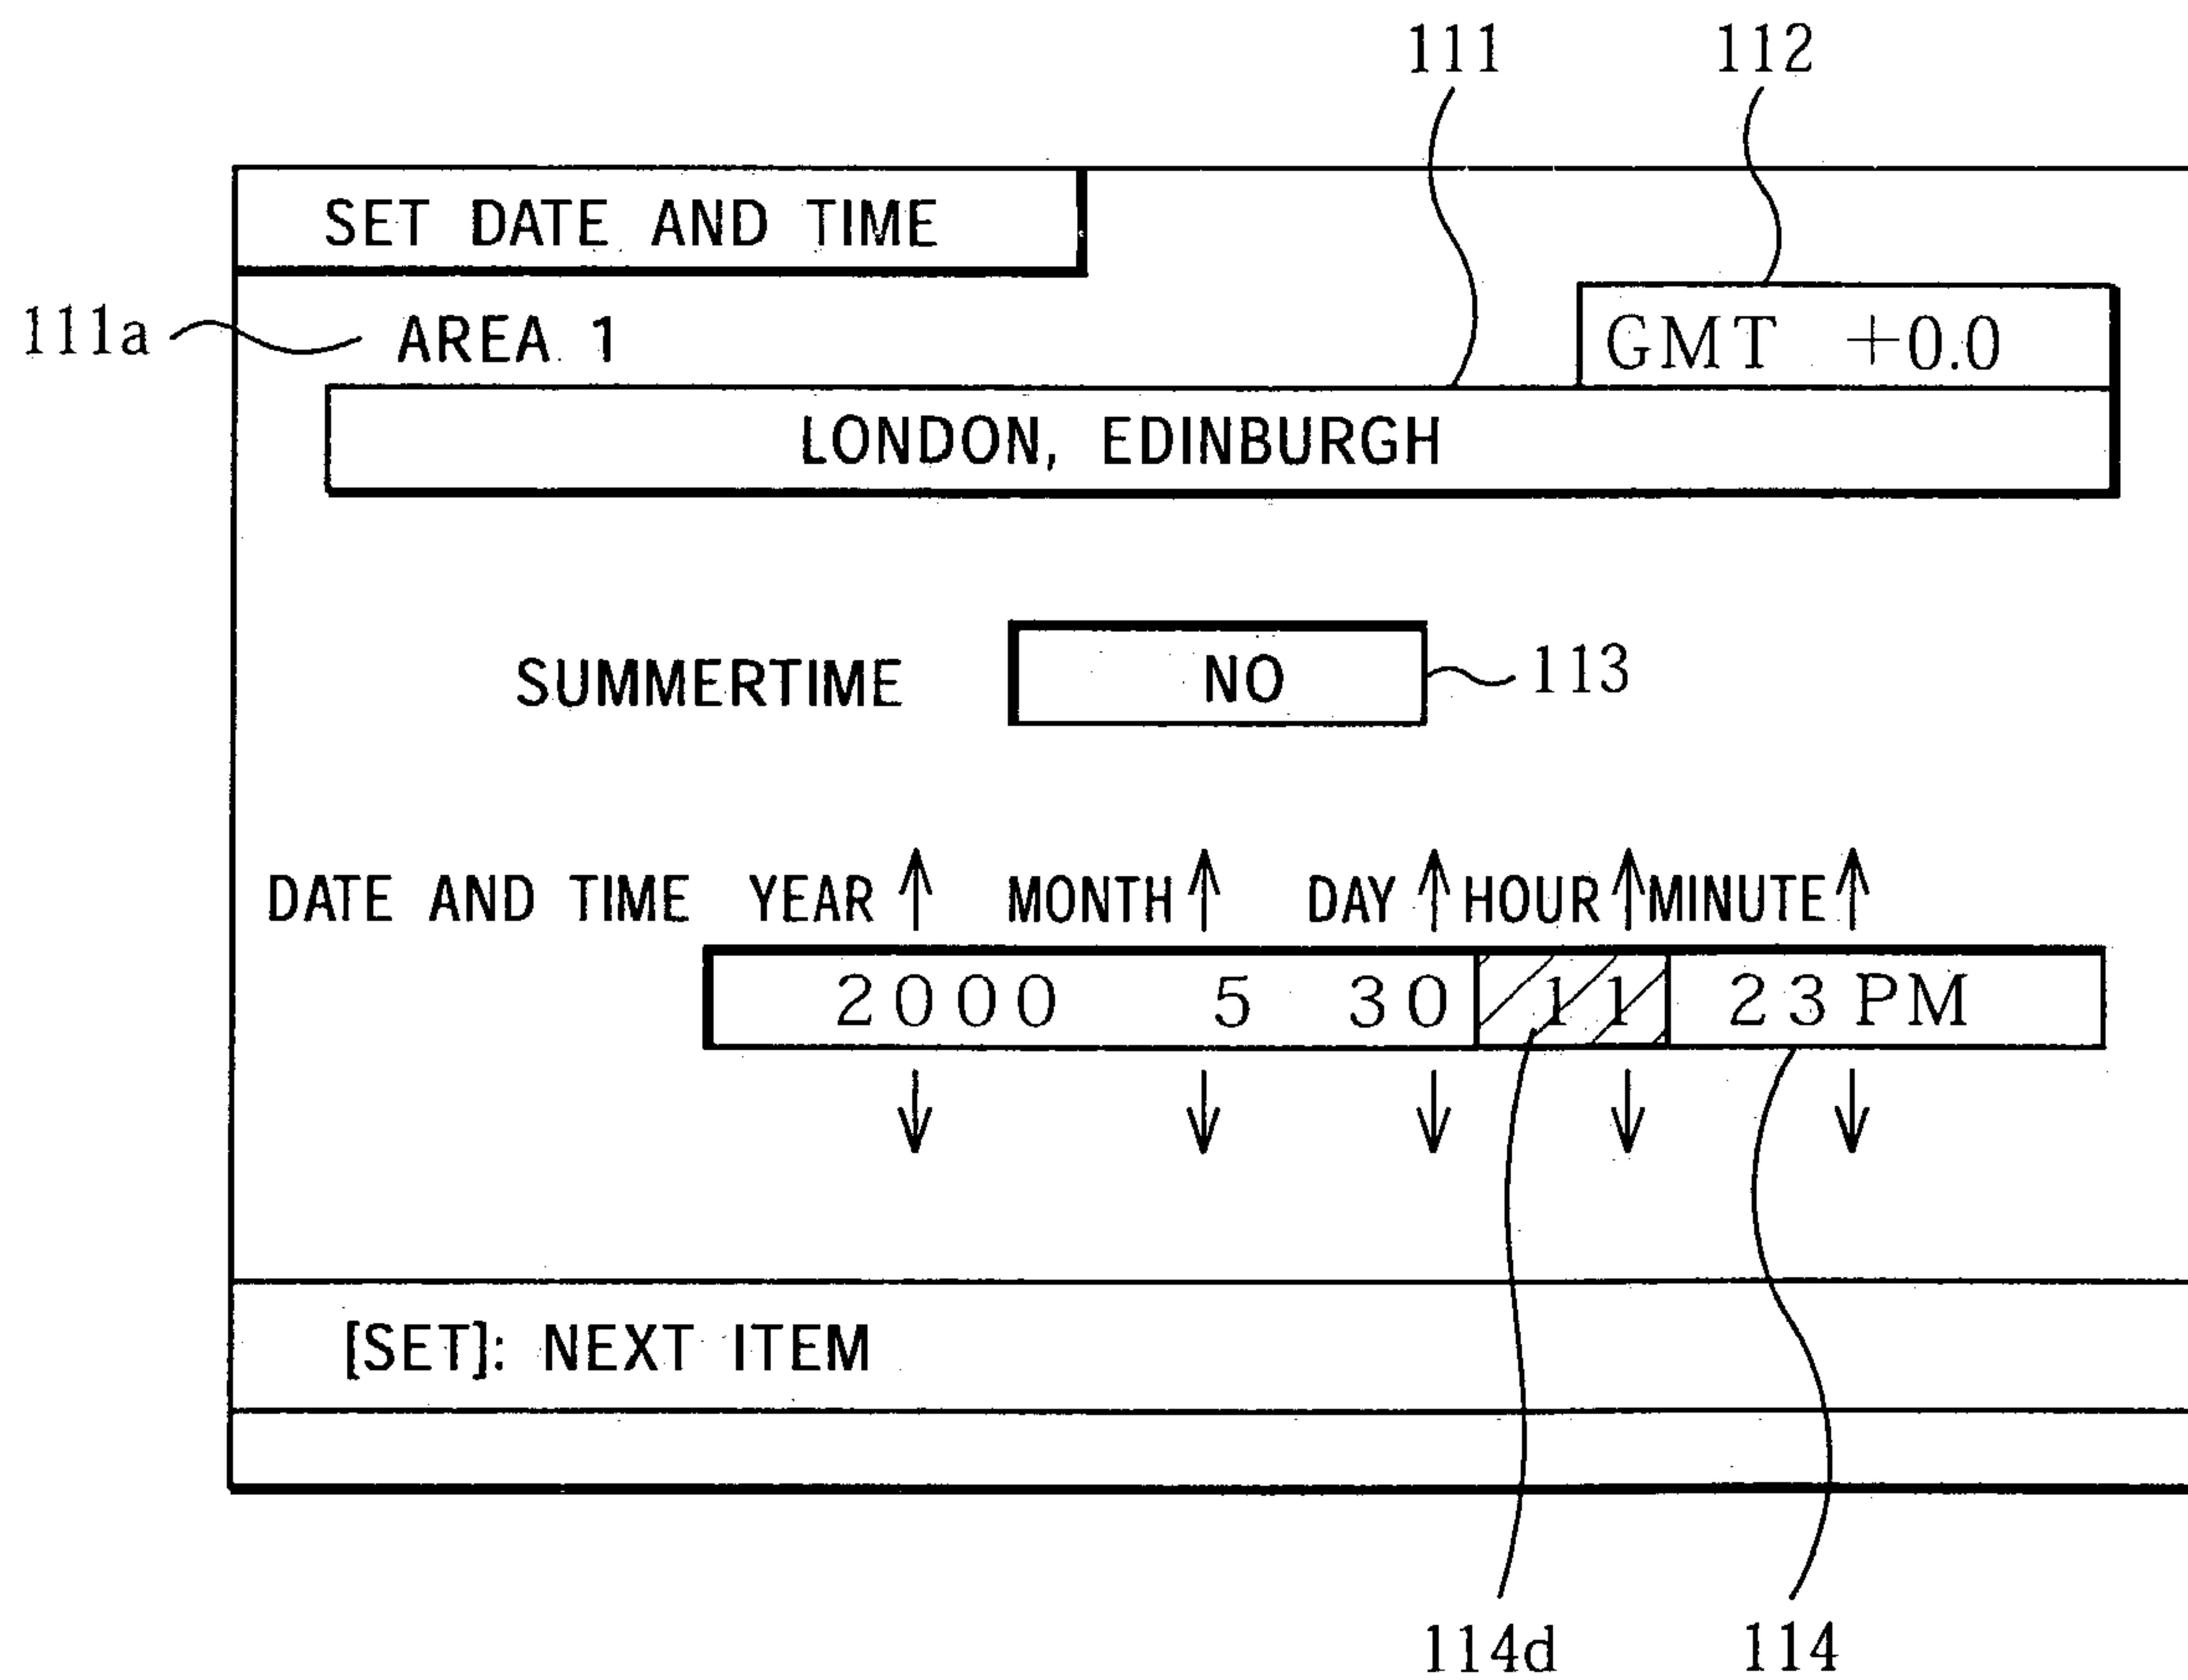 111 112
SET DATE AND TIME
111a AREA 1 GMT +0.0
LONDON, EDINBURGH
SUMMERTIME NO 113
DATE AND TIME YEAR ↑ MONTH ↑ DAY ↑ HOUR ↑ MINUTE ↑
2000 5 30 11 23 PM
↓ ↓ ↓ ↓ ↓
[SET]: NEXT ITEM
114d 114